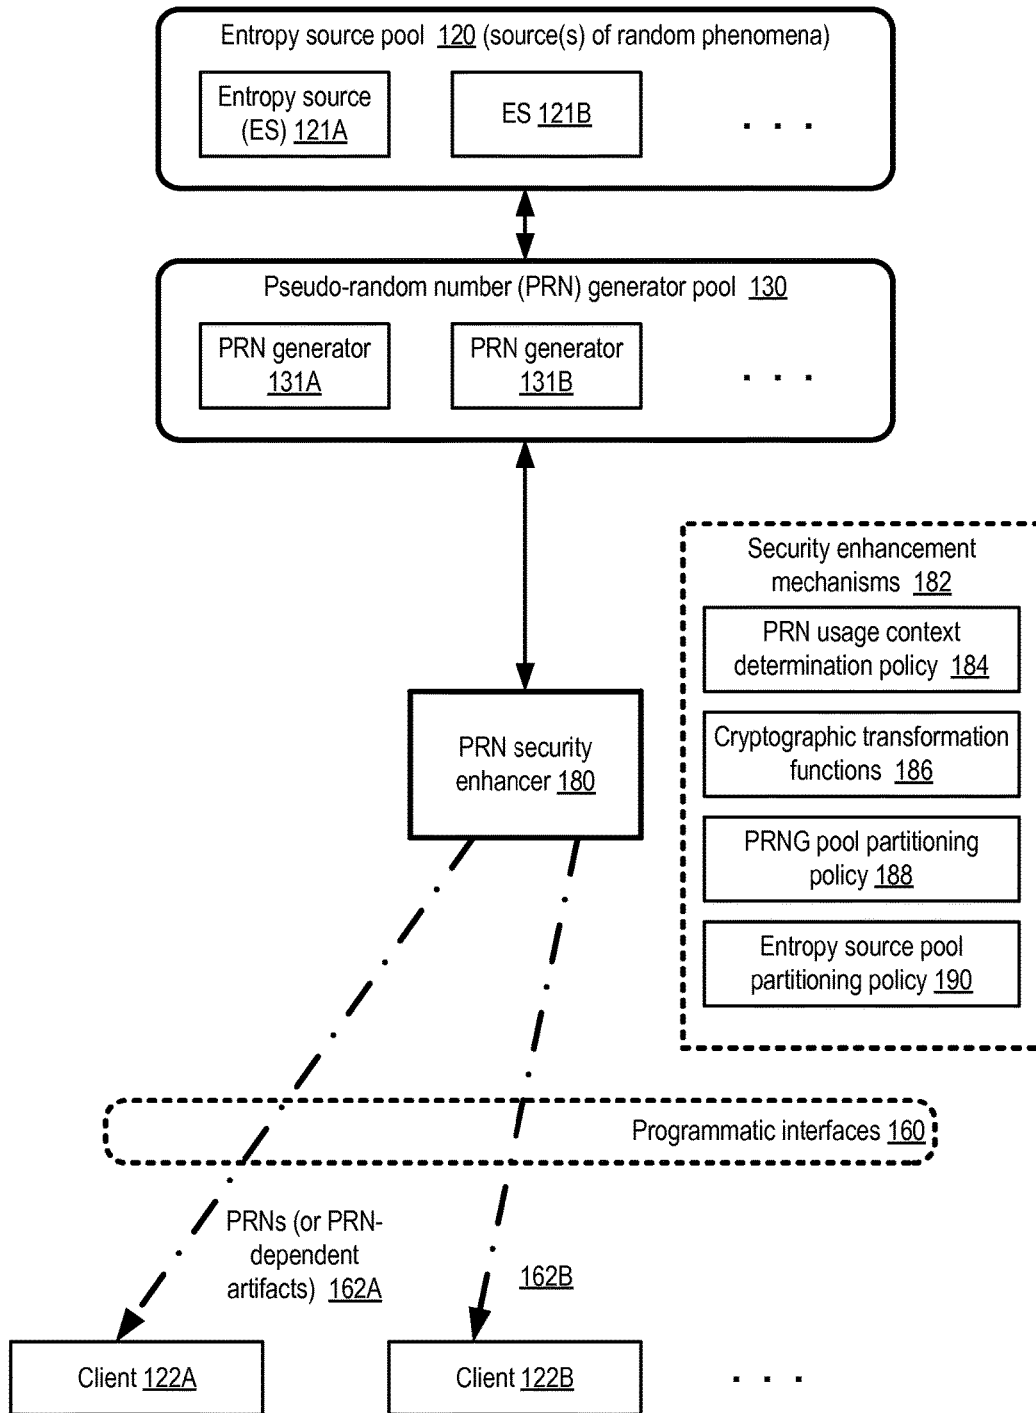 Entropy source pool 120 (source(s) of random phenomena)
Entropy source
(ES) 121A
ES 121B
. . .
Pseudo-random number (PRN) generator pool 130
PRN generator
131A
PRN generator
131B
. . .
Security enhancement
mechanisms 182
PRN usage context
determination policy 184
Cryptographic transformation
functions 186
PRNG pool partitioning
policy 188
Entropy source pool
partitioning policy 190
PRN security
enhancer 180
Programmatic interfaces 160
PRNs (or PRN-
dependent
artifacts) 162A
162B
Client 122A
Client 122B
. . .